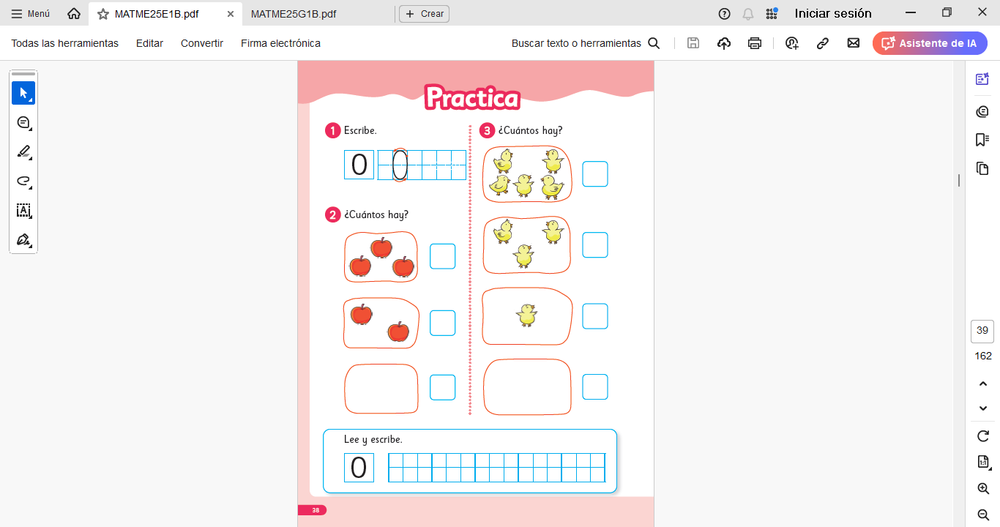 Menú
MATME25E1B.pdf
MATME25G1B.pdf
Crear
Iniciar sesión
Todas las herramientas
Editar
Convertir
Firma electrónica
Buscar texto o herramientas
Asistente de IA
Practica
1 Escribe.
0 0
2 ¿Cuántos hay?
3 ¿Cuántos hay?
Lee y escribe.
0
38
39
162
1:1